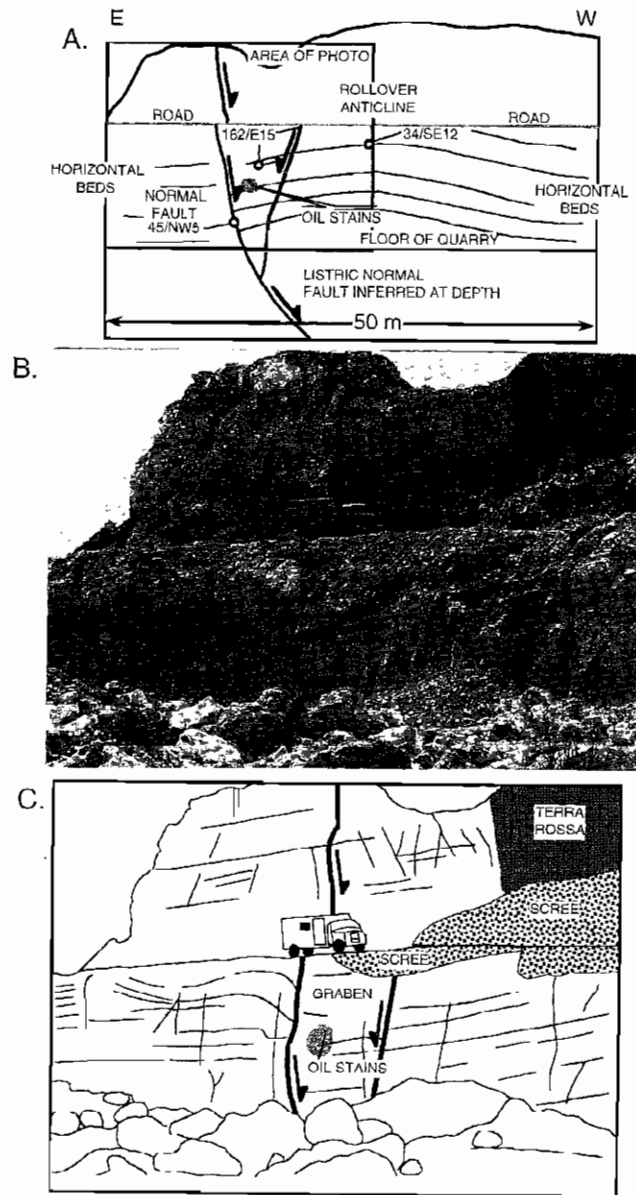 A.
E
W
AREA OF PHOTO
ROLLOVER
ANTICLINE
ROAD
ROAD
162/E15
34/SE12
HORIZONTAL
BEDS
NORMAL
FAULT
45/NW5
OIL STAINS
HORIZONTAL
BEDS
FLOOR OF QUARRY
LISTRIC NORMAL
FAULT INFERRED AT DEPTH
50 m
B.
C.
TERRA
ROSSA
SCREE
SCREE
GRABEN
OIL STAINS